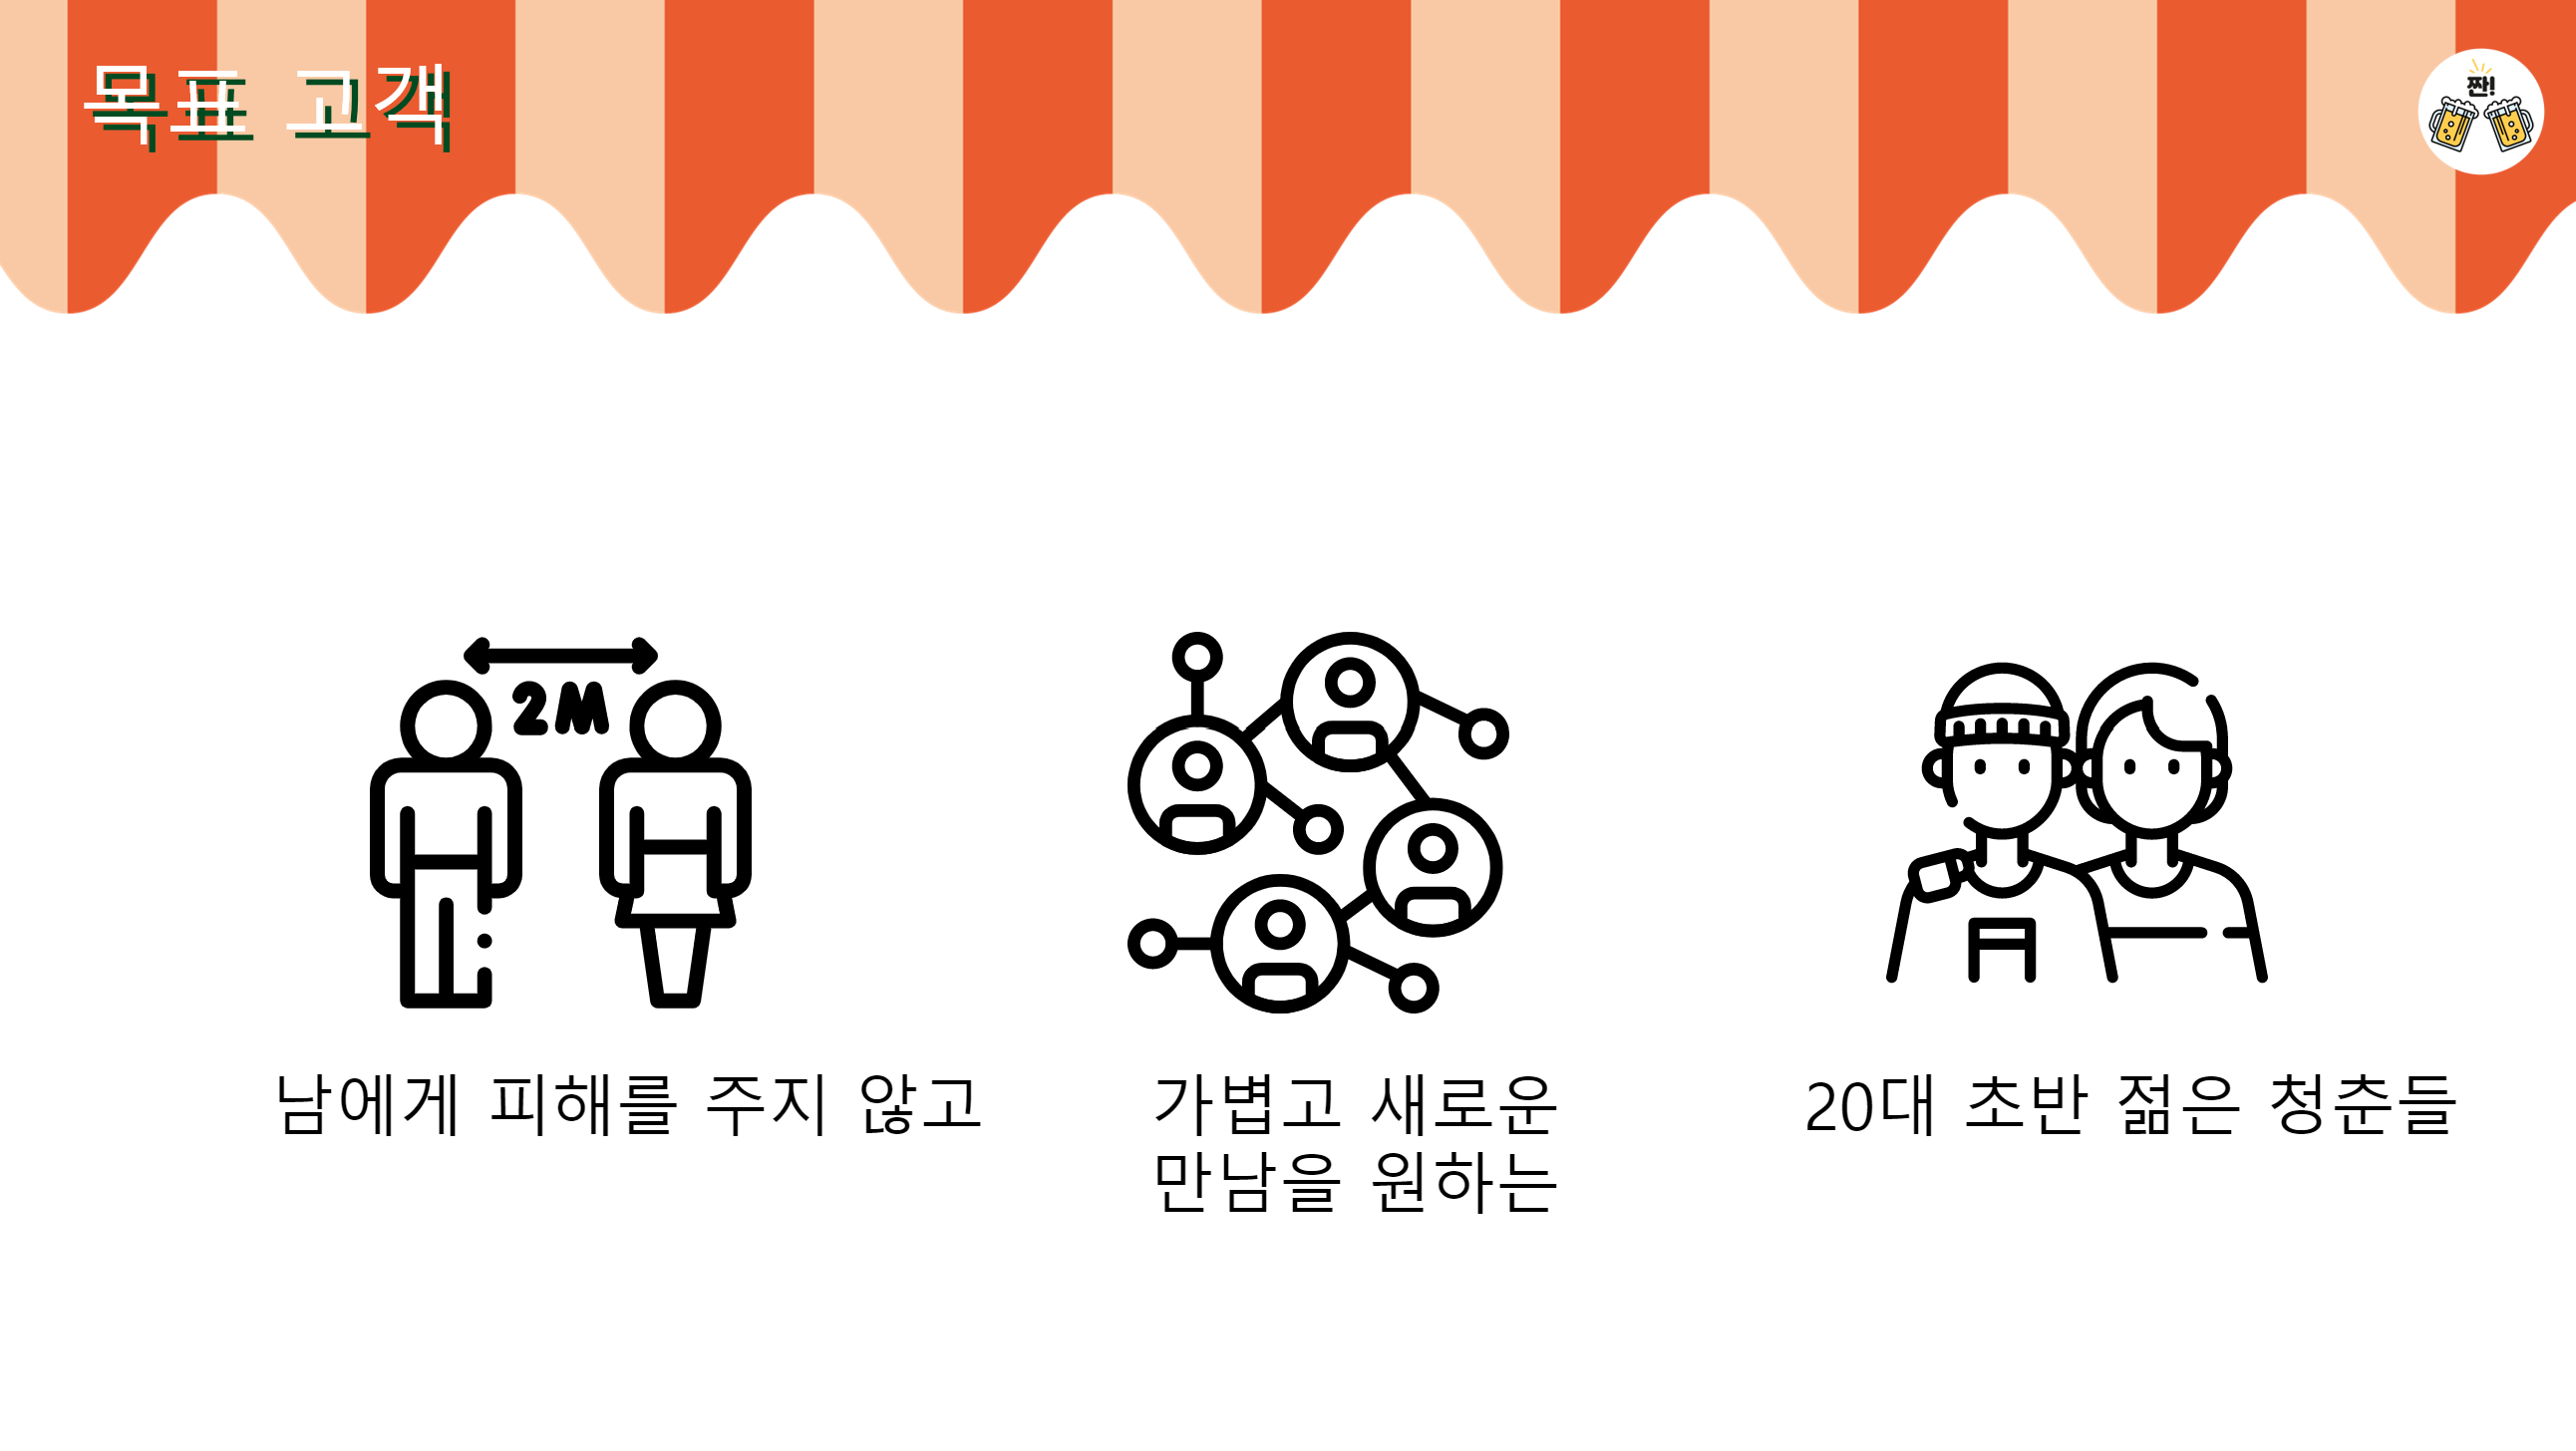 목표 고객
짠!
2M
남에게 피해를 주지 않고
가볍고 새로운
만남을 원하는
20대 초반 젊은 청춘들